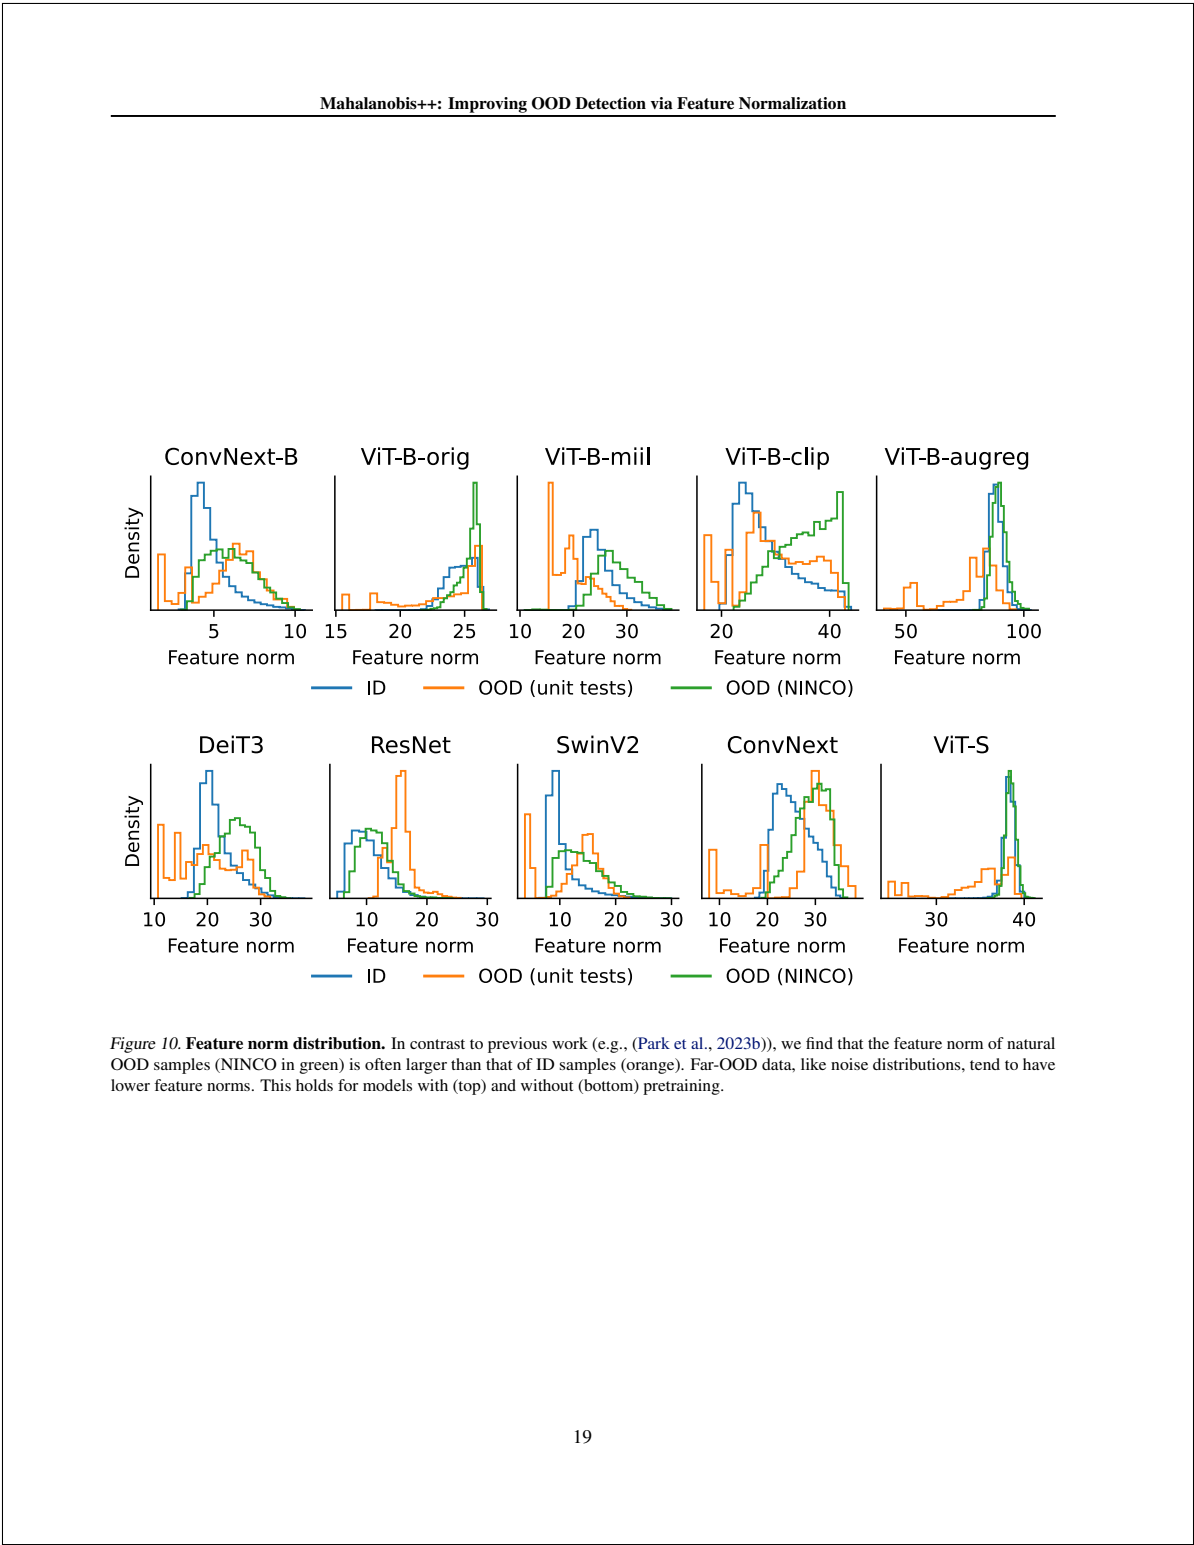 Mahalanobis++: Improving OOD Detection via Feature Normalization
ConvNext-B ViT-B-orig ViT-B-miil ViT-B-clip ViT-B-augreg
Density
5 10 15 20 25 10 20 30 20 40 50 100
Feature norm Feature norm Feature norm Feature norm Feature norm
ID OOD (unit tests) OOD (NINCO)
DeiT3 ResNet SwinV2 ConvNext ViT-S
Density
10 20 30 10 20 30 10 20 30 10 20 30 30 40
Feature norm Feature norm Feature norm Feature norm Feature norm
ID OOD (unit tests) OOD (NINCO)
Figure 10. Feature norm distribution. In contrast to previous work (e.g., (Park et al., 2023b)), we find that the feature norm of natural
OOD samples (NINCO in green) is often larger than that of ID samples (orange). Far-OOD data, like noise distributions, tend to have
lower feature norms. This holds for models with (top) and without (bottom) pretraining.
19